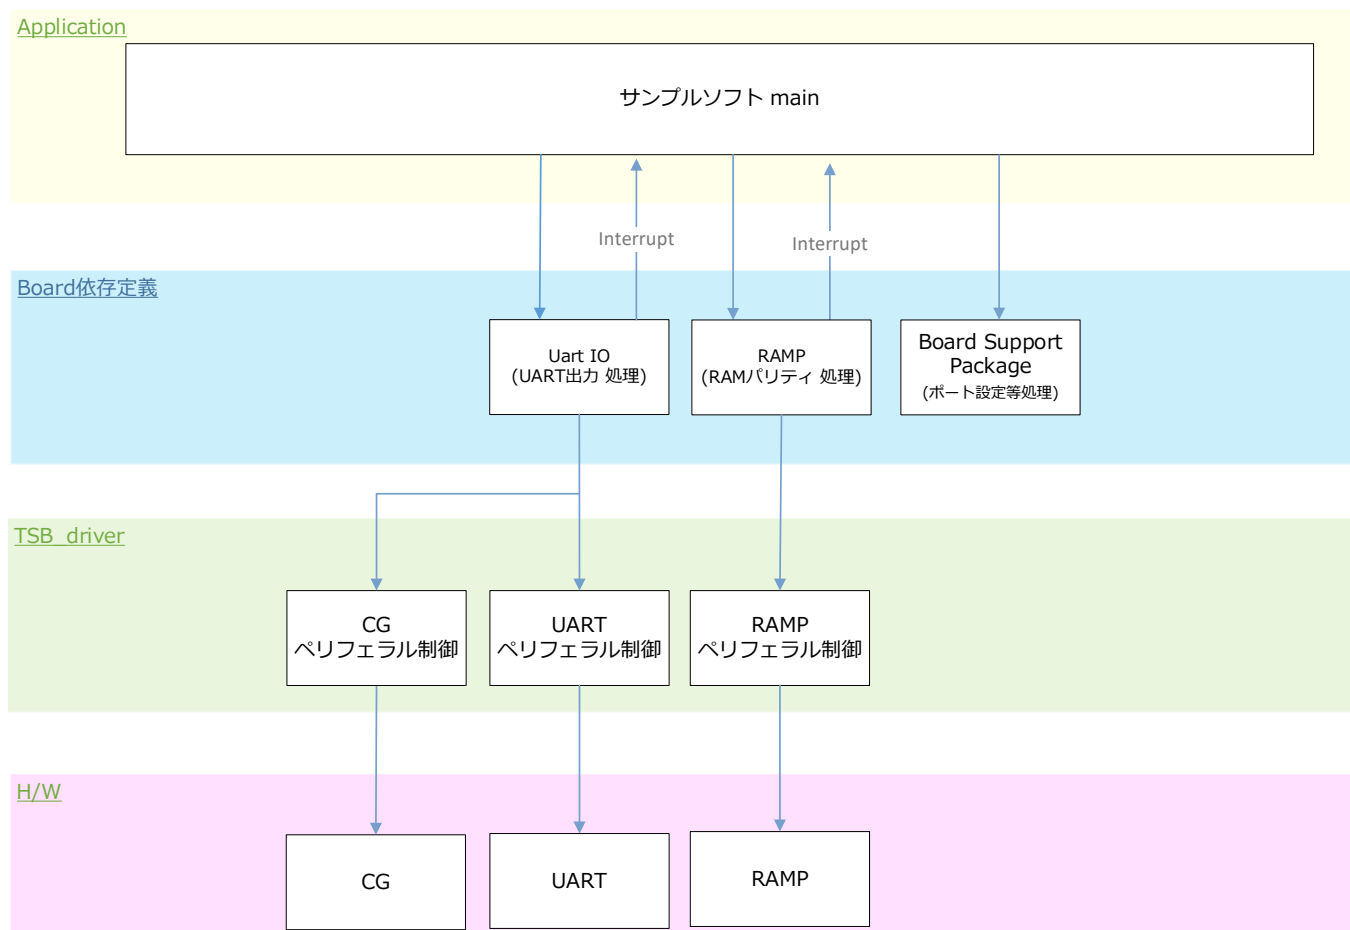 Application
サンプルソフト main
Interrupt
Interrupt
Board依存定義
Uart IO
(UART出力 処理)
RAMP
(RAMパリティ 処理)
Board Support
Package
(ポート設定等処理)
TSB_driver
CG
ペリフェラル制御
UART
ペリフェラル制御
RAMP
ペリフェラル制御
H/W
CG
UART
RAMP